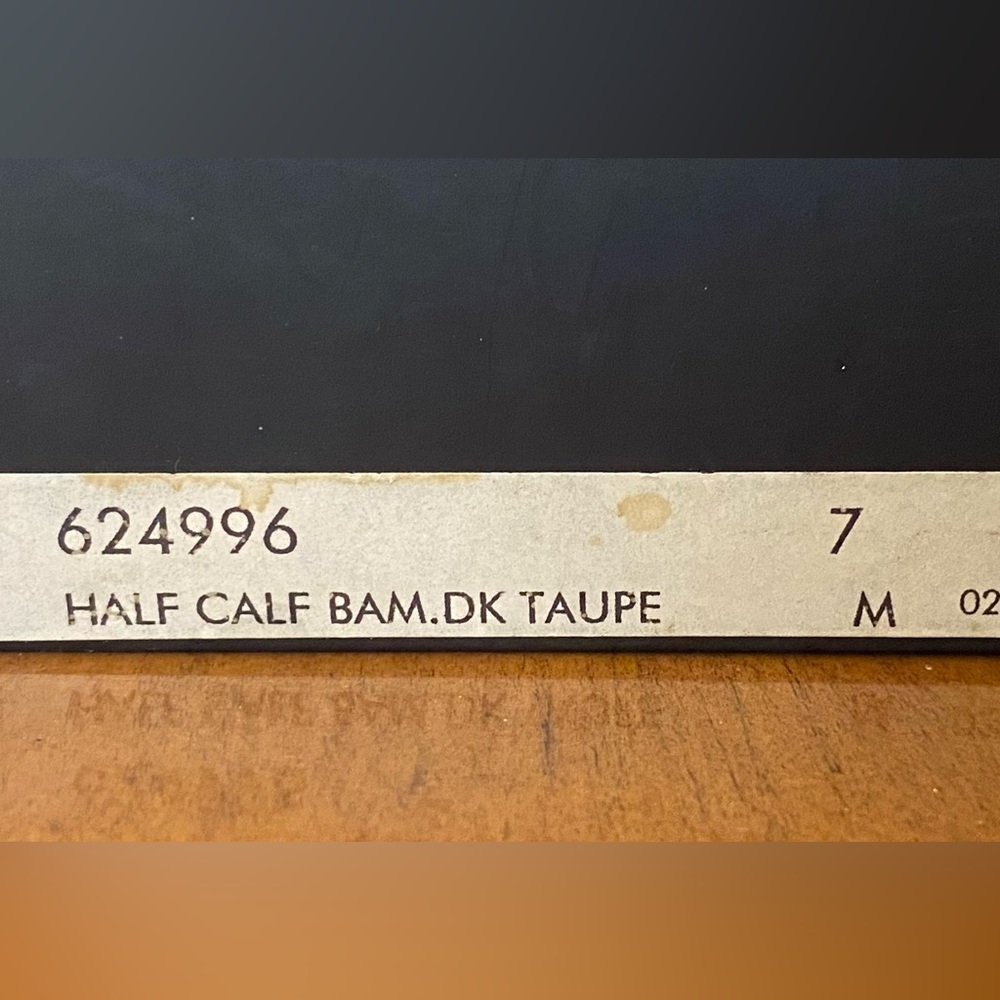 624996 7
HALF CALF BAM.DK TAUPE M 02